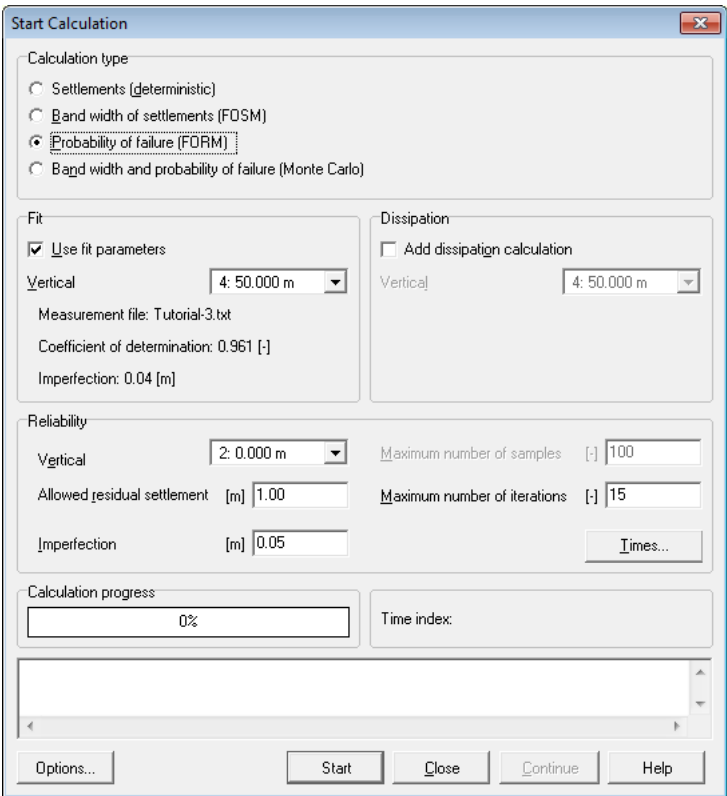 Start Calculation
Calculation type
Settlements (deterministic)
Band width of settlements (FOSM)
Probability of failure (FORM)
Band width and probability of failure (Monte Carlo)
Fit
Use fit parameters
Vertical 4: 50.000 m
Measurement file: Tutorial-3.txt
Coefficient of determination: 0.961 [-]
Imperfection: 0.04 [m]
Dissipation
Add dissipation calculation
Vertical 4: 50.000 m
Reliability
Vertical 2: 0.000 m
Maximum number of samples [-] 100
Allowed residual settlement [m] 1.00
Maximum number of iterations [-] 15
Imperfection [m] 0.05
Times...
Calculation progress
0%
Time index:
Options... Start Close Continue Help